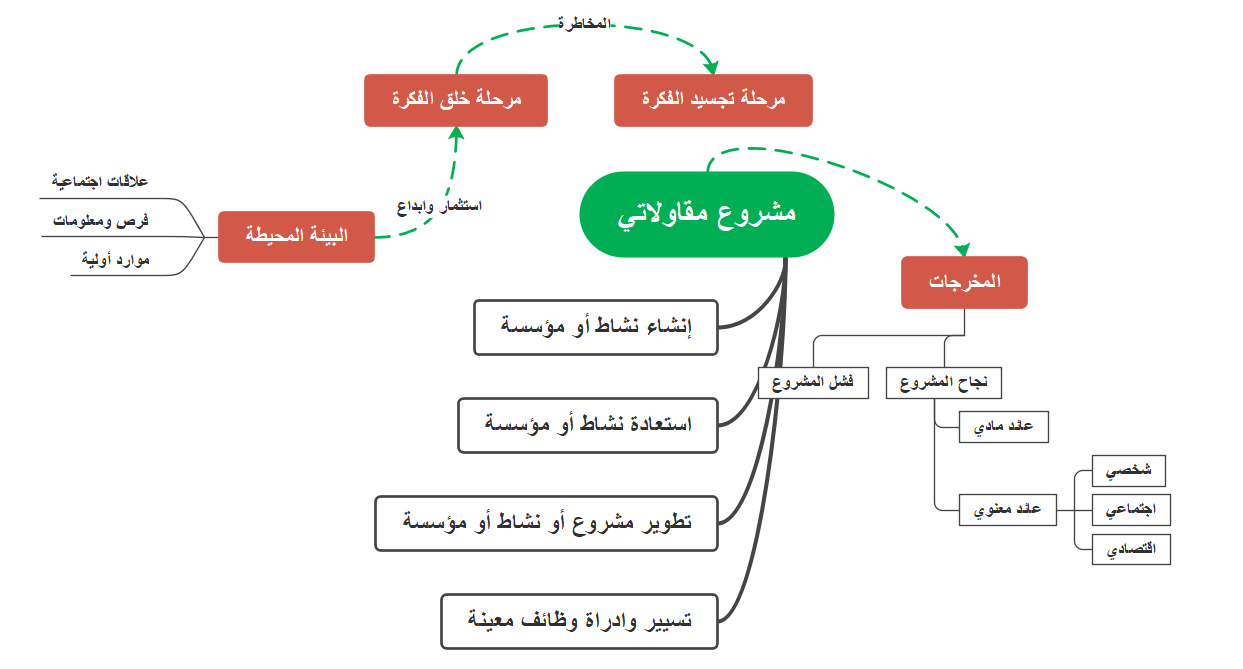 المخاطرة
مرحلة خلق الفكرة
مرحلة تجسيد الفكرة
استثمار وابداع
البيئة المحيطة
علاقات اجتماعية
فرص ومعلومات
موارد أولية
مشروع مقاولاتي
إنشاء نشاط أو مؤسسة
استعادة نشاط أو مؤسسة
تطوير مشروع أو نشاط أو مؤسسة
تسيير وادراة وظائف معينة
المخرجات
فشل المشروع
نجاح المشروع
عائد مادي
عائد معنوي
شخصي
اجتماعي
اقتصادي